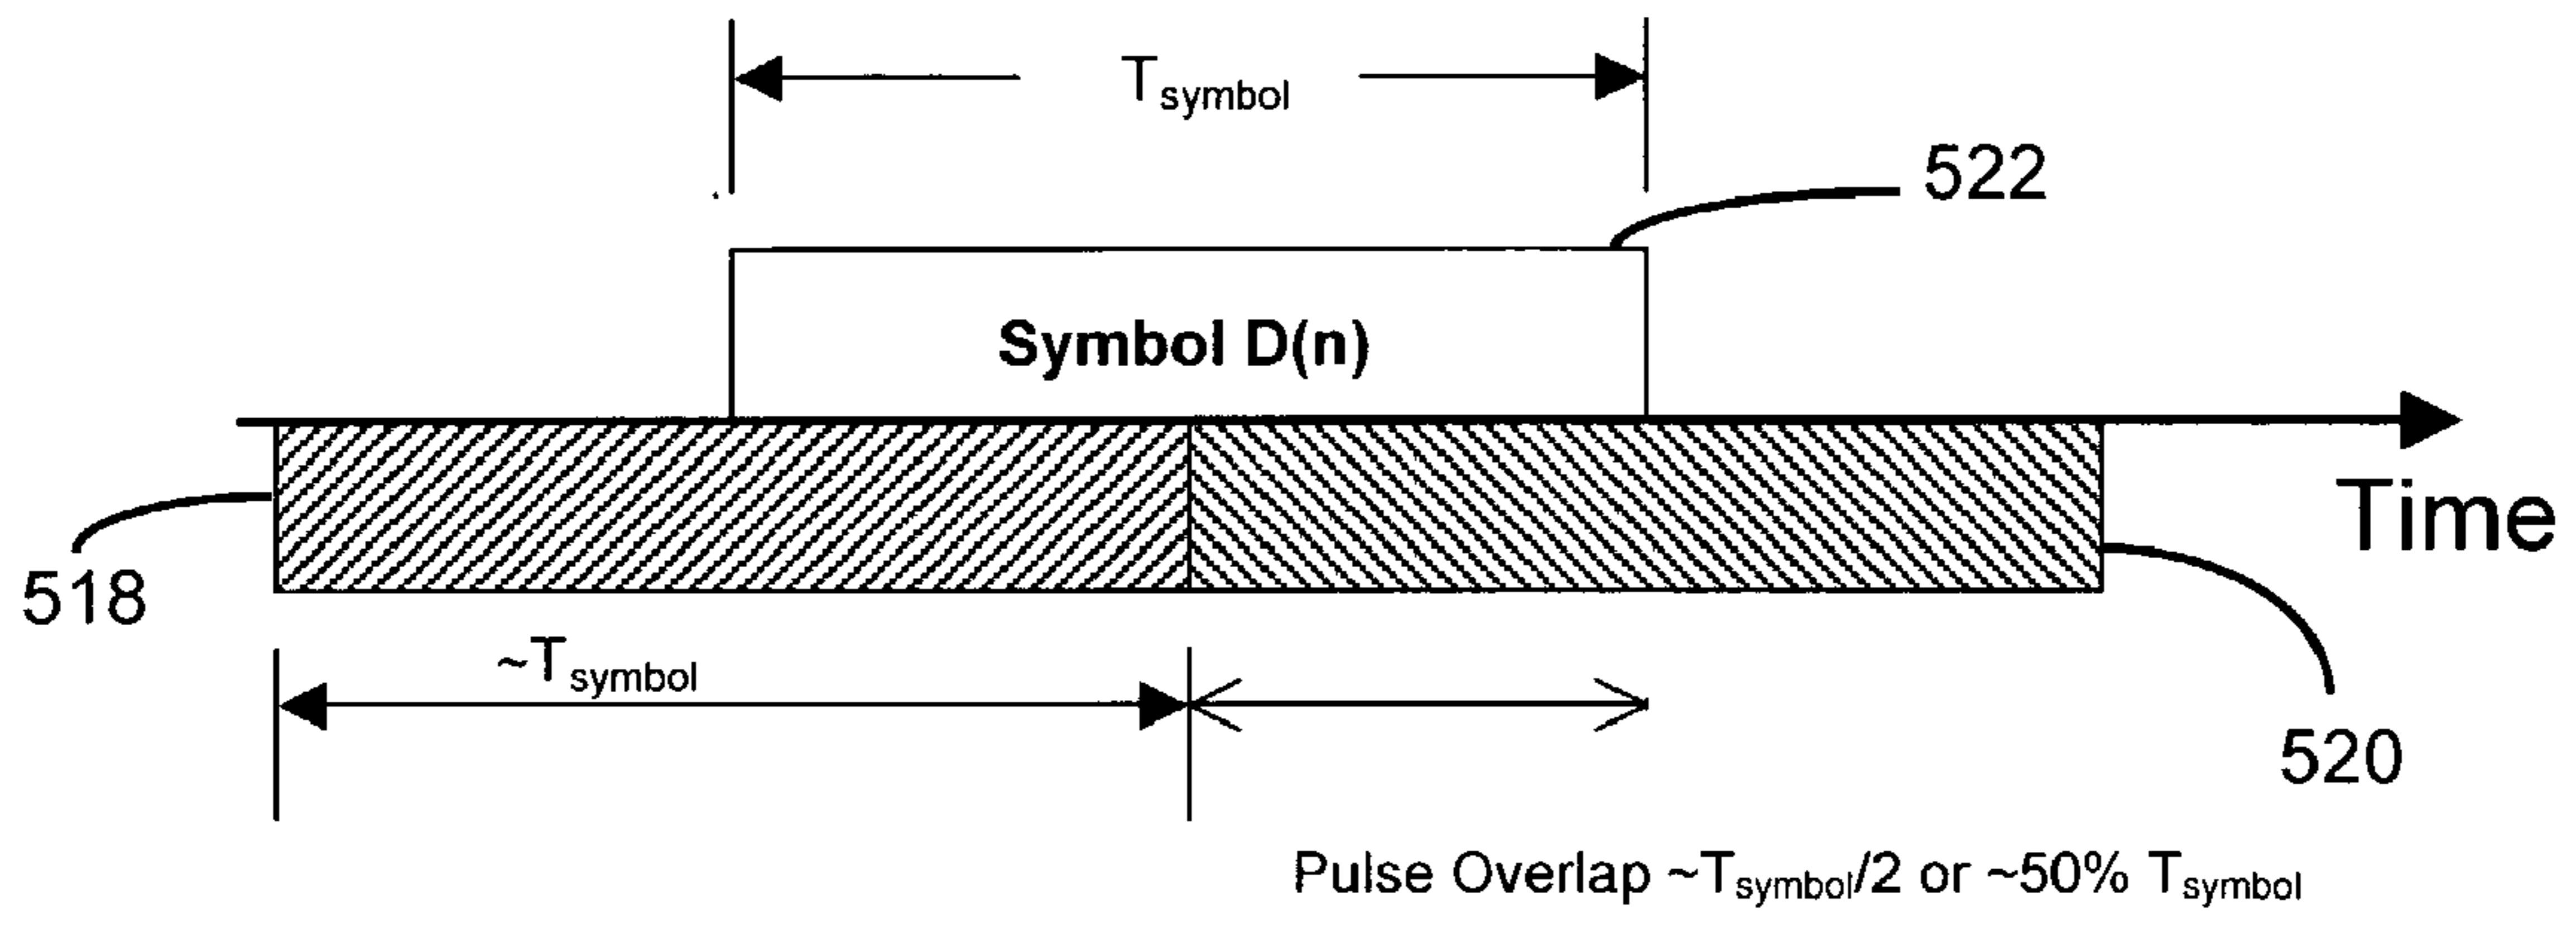 Tsymbol
522
Symbol D(n)
Time
518
~Tsymbol
520
Pulse Overlap ~Tsymbol/2 or ~50% Tsymbol